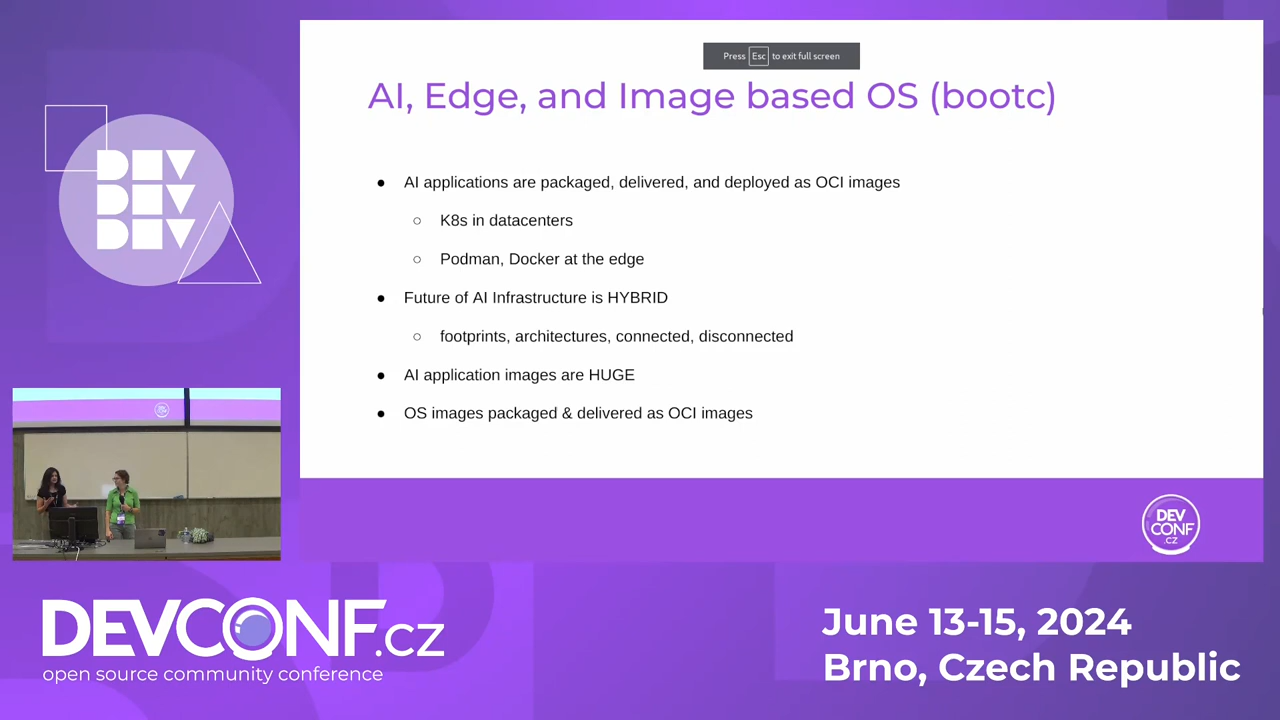 Press Esc to exit full screen
AI, Edge, and Image based OS (bootc)
● AI applications are packaged, delivered, and deployed as OCI images
○ K8s in datacenters
○ Podman, Docker at the edge
● Future of AI Infrastructure is HYBRID
○ footprints, architectures, connected, disconnected
● AI application images are HUGE
● OS images packaged & delivered as OCI images
DEV
DEV
DEV
DEV
CONF
.CZ
DEVCONF.cz
open source community conference
June 13-15, 2024
Brno, Czech Republic